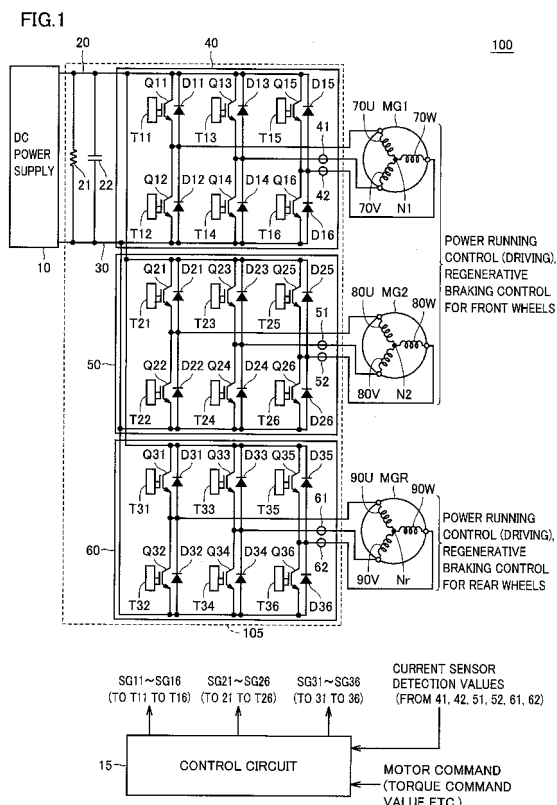 FIG.1
100
20
40
DC
POWER
SUPPLY
10
21
22
30
Q11
D11
Q13
D13
Q15
D15
T11
T13
T15
41
42
Q12
D12
Q14
D14
Q16
T12
T14
T16
D16
70U
MG1
70W
70V
N1
POWER RUNNING
CONTROL (DRIVING),
REGENERATIVE
BRAKING CONTROL
FOR FRONT WHEELS
50
Q21
D21
Q23
D23
Q25
D25
T21
T23
T25
51
52
Q22
D22
Q24
D24
Q26
T22
T24
T26
D26
80U
MG2
80W
80V
N2
60
Q31
D31
Q33
D33
Q35
D35
T31
T33
T35
61
62
Q32
D32
Q34
D34
Q36
T32
T34
T36
D36
90U
MGR
90W
90V
Nr
POWER RUNNING
CONTROL (DRIVING),
REGENERATIVE
BRAKING CONTROL
FOR REAR WHEELS
105
SG11~SG16
(TO T11 TO T16)
SG21~SG26
(TO 21 TO T26)
SG31~SG36
(TO 31 TO 36)
CURRENT SENSOR
DETECTION VALUES
(FROM 41, 42, 51, 52, 61, 62)
15
CONTROL CIRCUIT
MOTOR COMMAND
(TORQUE COMMAND
VALUE ETC.)